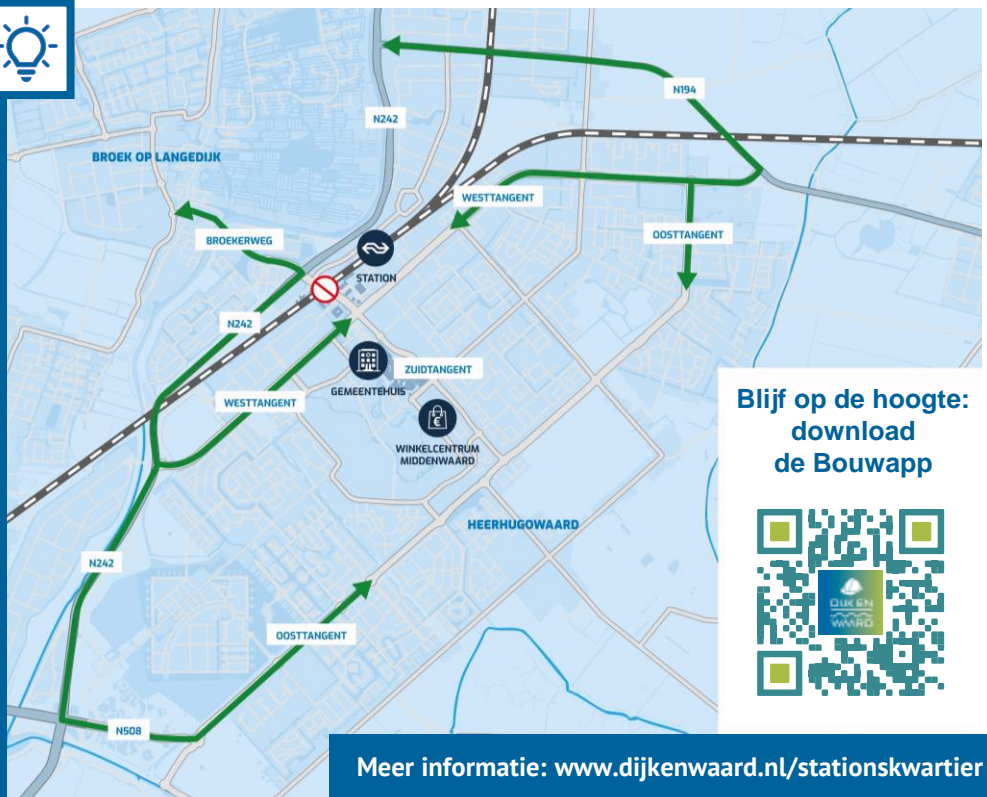 N194
N242
BROEK OP LANGEDIJK
WESTTANGENT
OOSTTANGENT
BROEKERWEG
STATION
N242
ZUIDTANGENT
GEMEENTEHUIS
WESTTANGENT
WINKELCENTRUM
MIDDENWAARD
HEERHUGOWAARD
N242
OOSTTANGENT
N508
Blijf op de hoogte:
download
de Bouwapp
DIJK EN
WAARD
Meer informatie: www.dijkenwaard.nl/stationskwartier